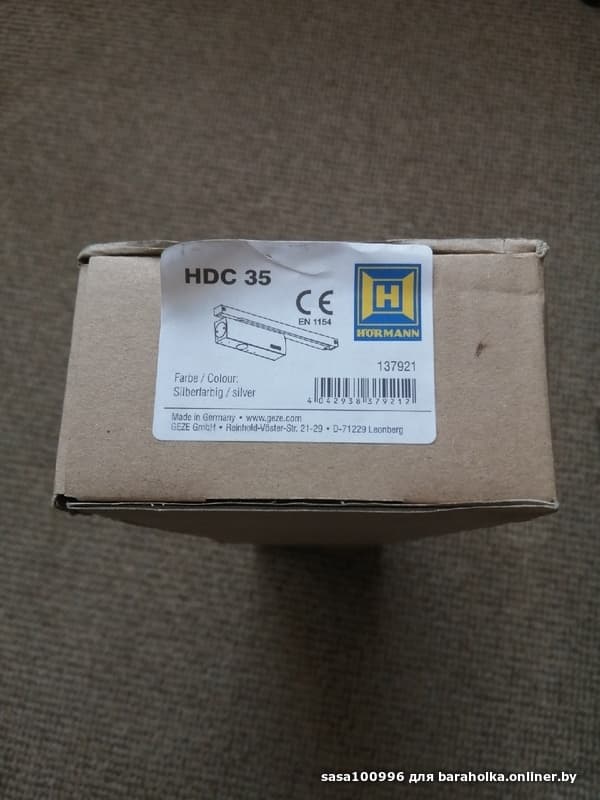 HDC 35
CE
EN 1154
H
HÖRMANN
137921
Farbe / Colour:
Silberfarbig / silver
4 042938 379212
Made in Germany • www.geze.com
GEZE GmbH • Reinhold-Vöster-Str. 21-29 • D-71229 Leonberg
sasa100996 для baraholka.onliner.by